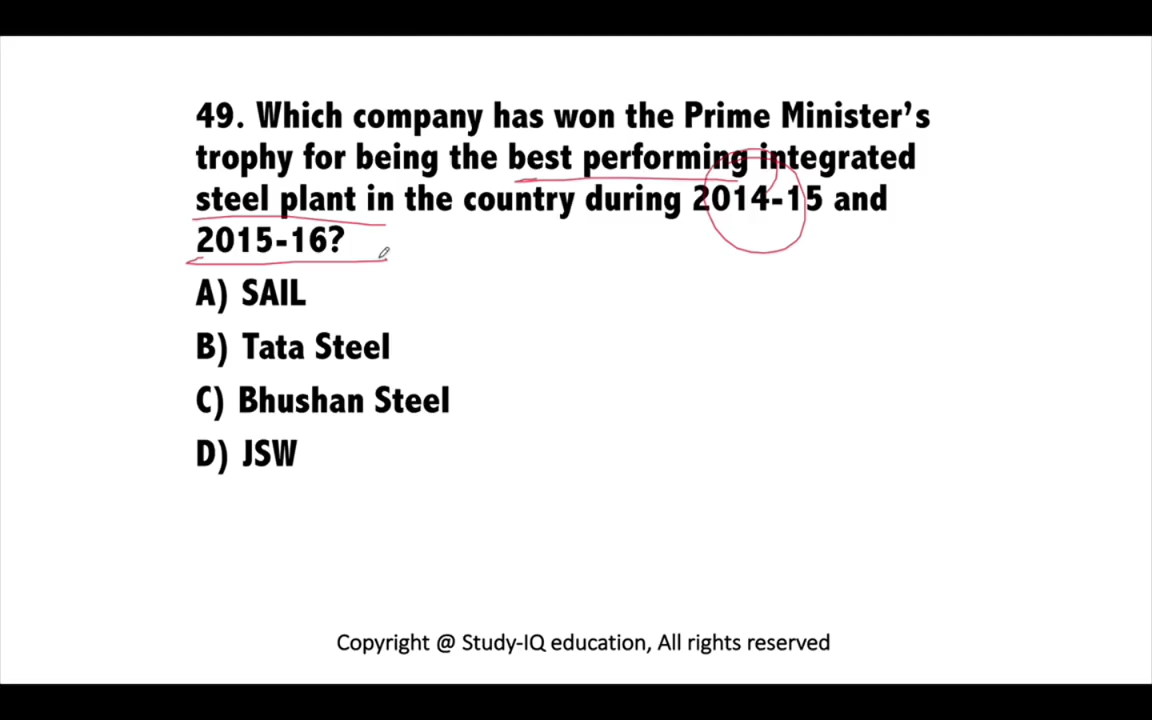 49. Which company has won the Prime Minister’s
trophy for being the best performing integrated
steel plant in the country during 2014-15 and
2015-16?
A) SAIL
B) Tata Steel
C) Bhushan Steel
D) JSW
Copyright @ Study-IQ education, All rights reserved